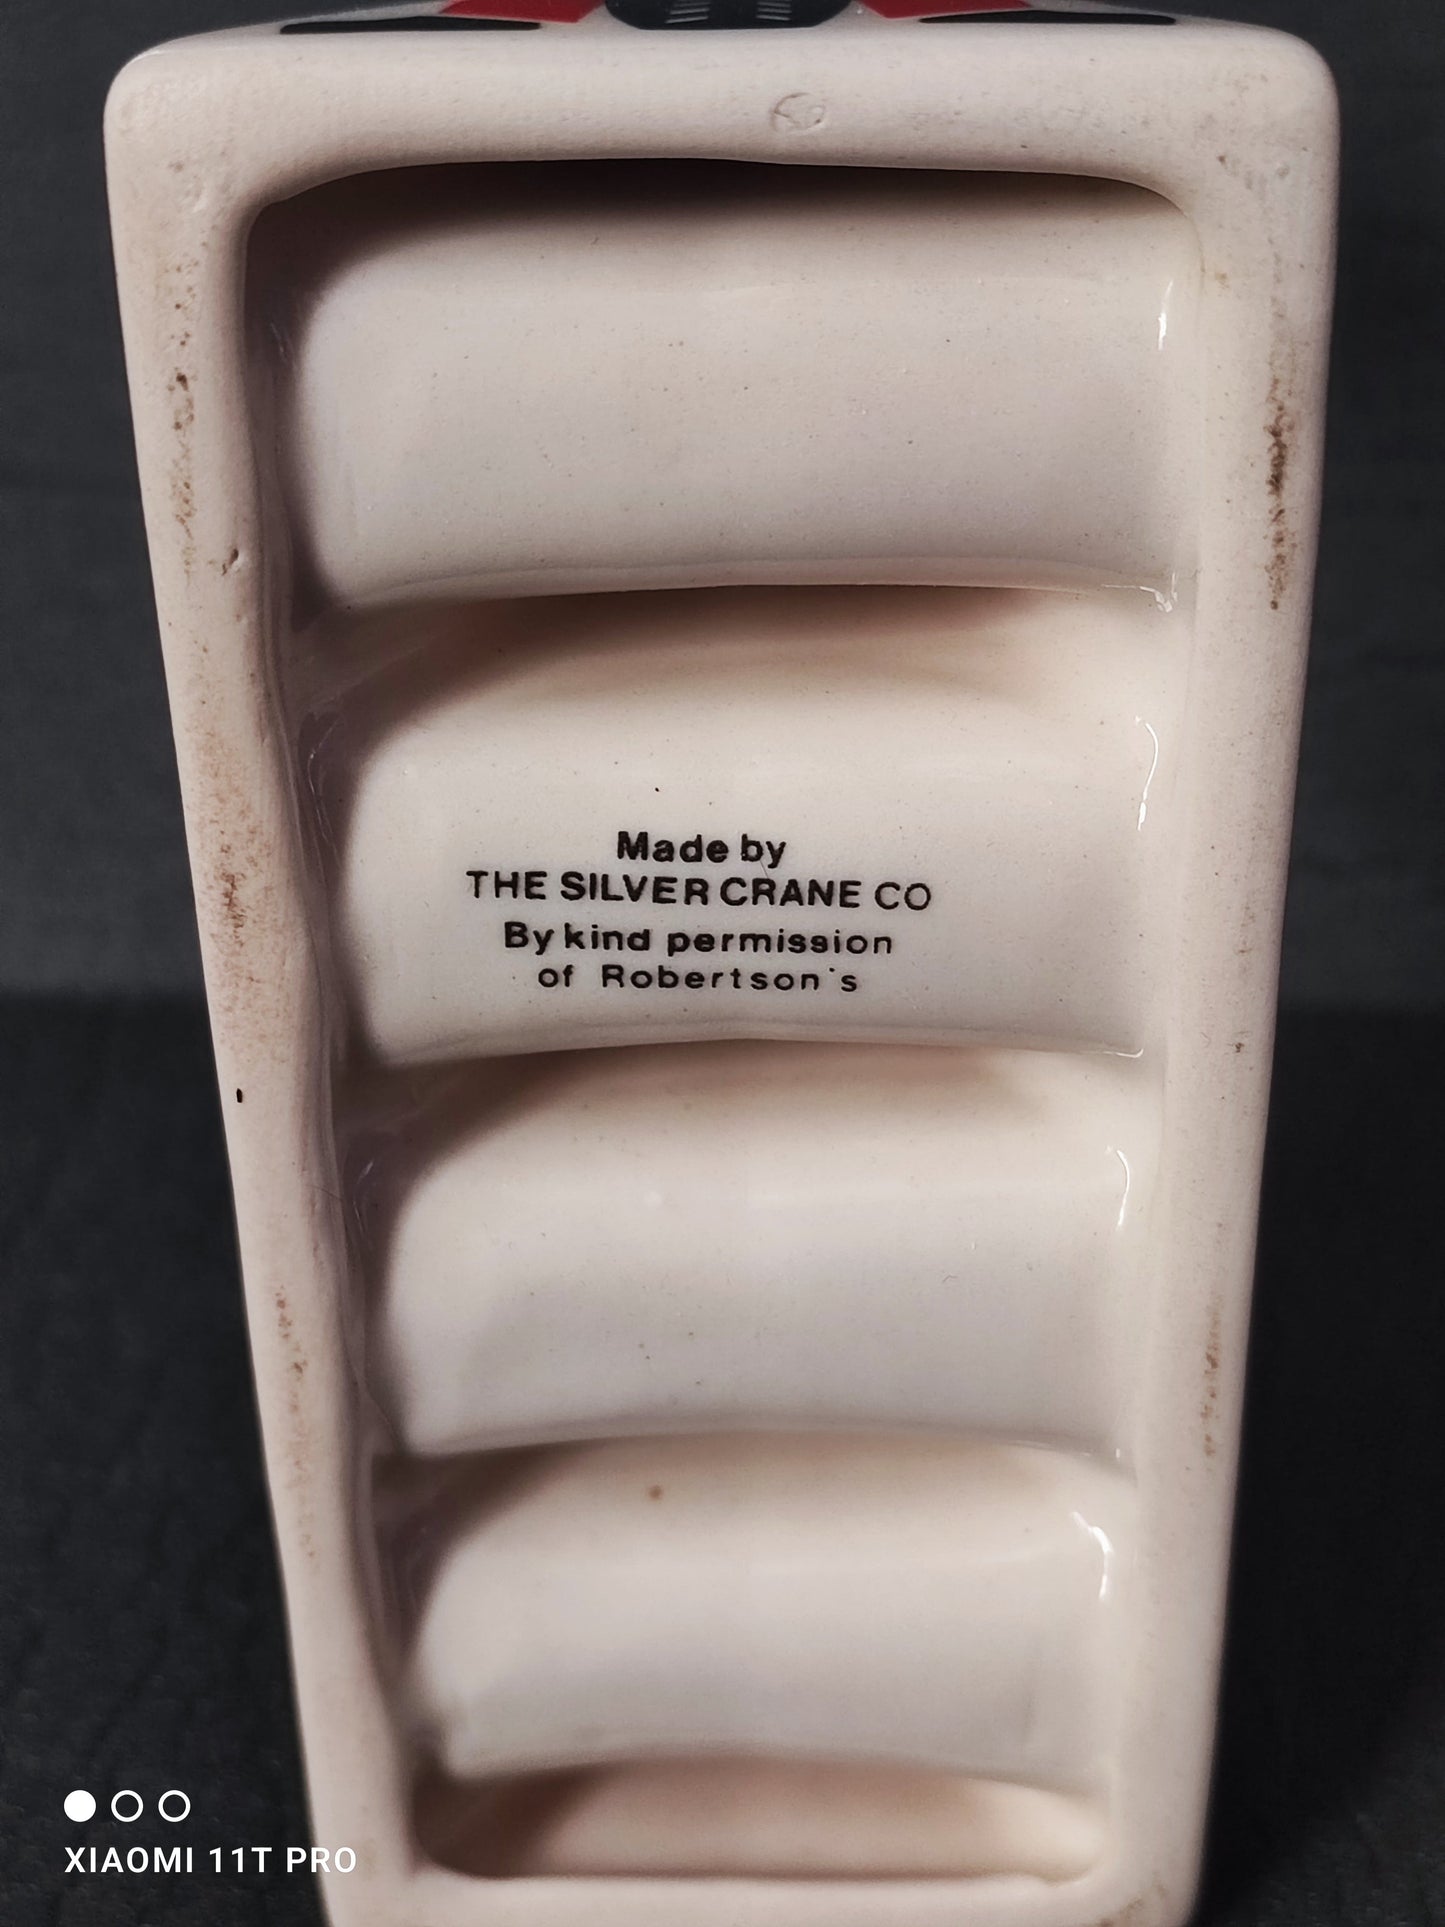 Made by
THE SILVER CRANE CO
By kind permission
of Robertson's
XIAOMI 11T PRO